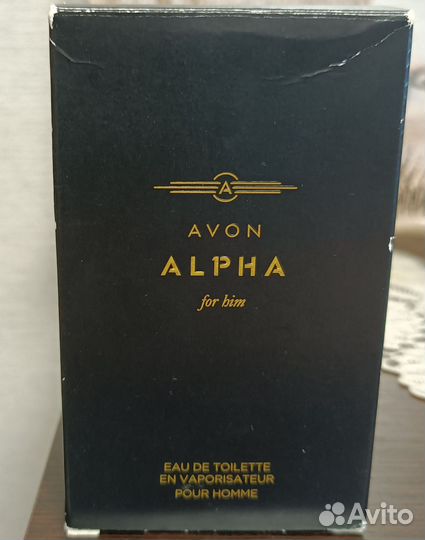 A
AVON
ALPHA
for him
EAU DE TOILETTE
EN VAPORISATEUR
POUR HOMME
Avito